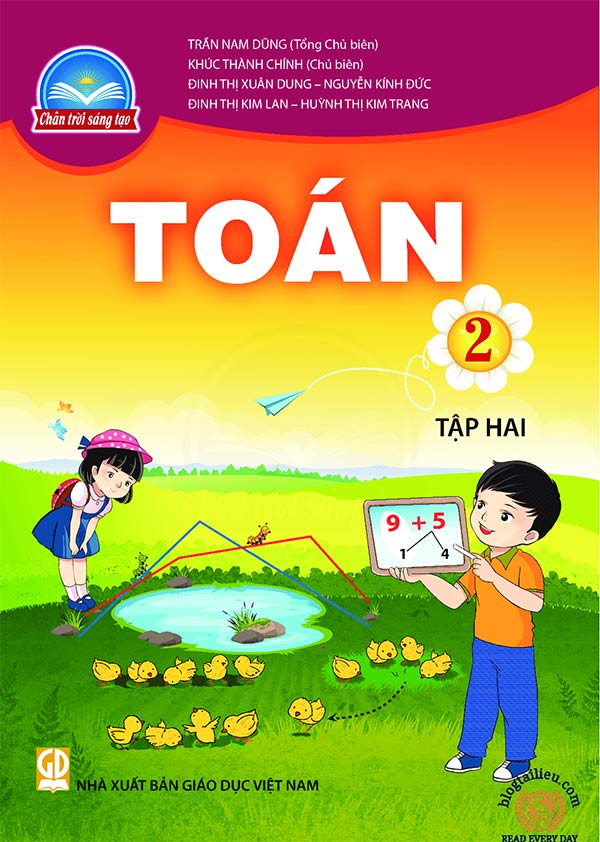 TRẦN NAM DŨNG (Tổng Chủ biên)
KHÚC THÀNH CHÍNH (Chủ biên)
ĐINH THỊ XUÂN DUNG – NGUYỄN KÍNH ĐỨC
ĐINH THỊ KIM LAN – HUỲNH THỊ KIM TRANG
Chân trời sáng tạo
TOÁN
2
TẬP HAI
9 + 5
1 4
GD
NHÀ XUẤT BẢN GIÁO DỤC VIỆT NAM
blogtailieu.com
READ EVERY DAY